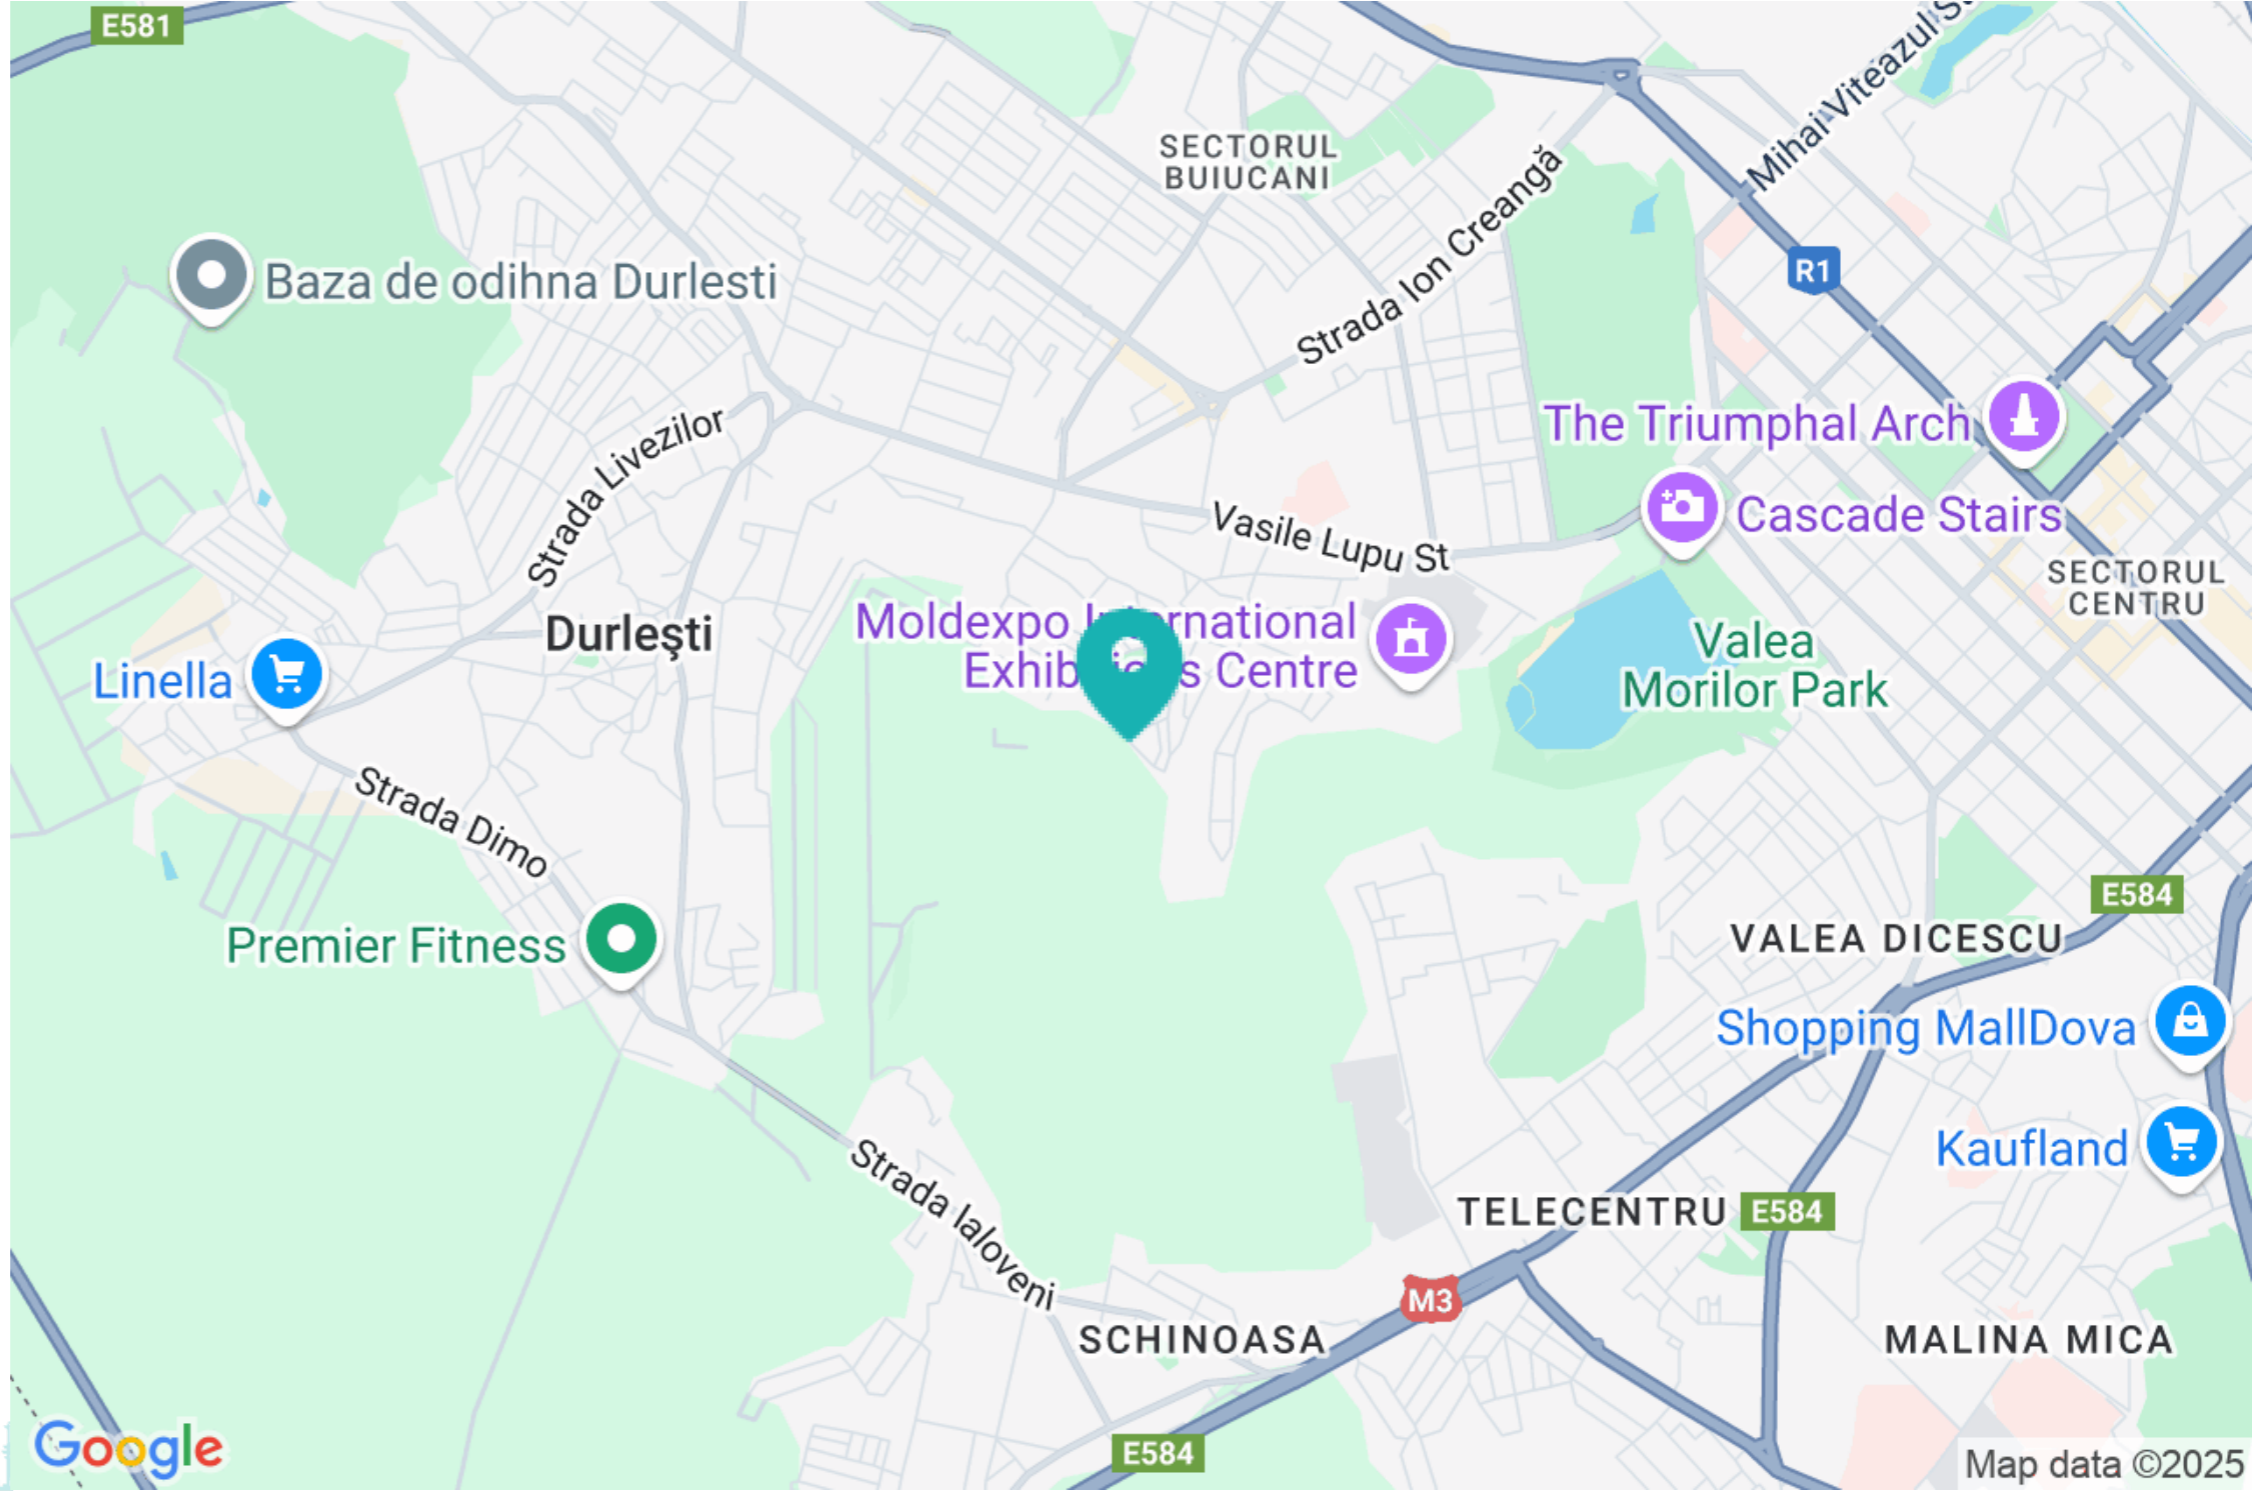 E581
Mihai Viteazul S
SECTORUL
BUIUCANI
Strada Ion Creangă
R1
Baza de odihna Durlesti
The Triumphal Arch
Strada Livezilor
Cascade Stairs
Vasile Lupu St
SECTORUL
CENTRU
Durleşti
Moldexpo International
Exhibitions Centre
Valea
Morilor Park
Linella
Strada Dimo
E584
Premier Fitness
VALEA DICESCU
Shopping MallDova
Kaufland
Strada Ialoveni
TELECENTRU
E584
M3
SCHINOASA
MALINA MICA
Google
E584
Map data ©2025